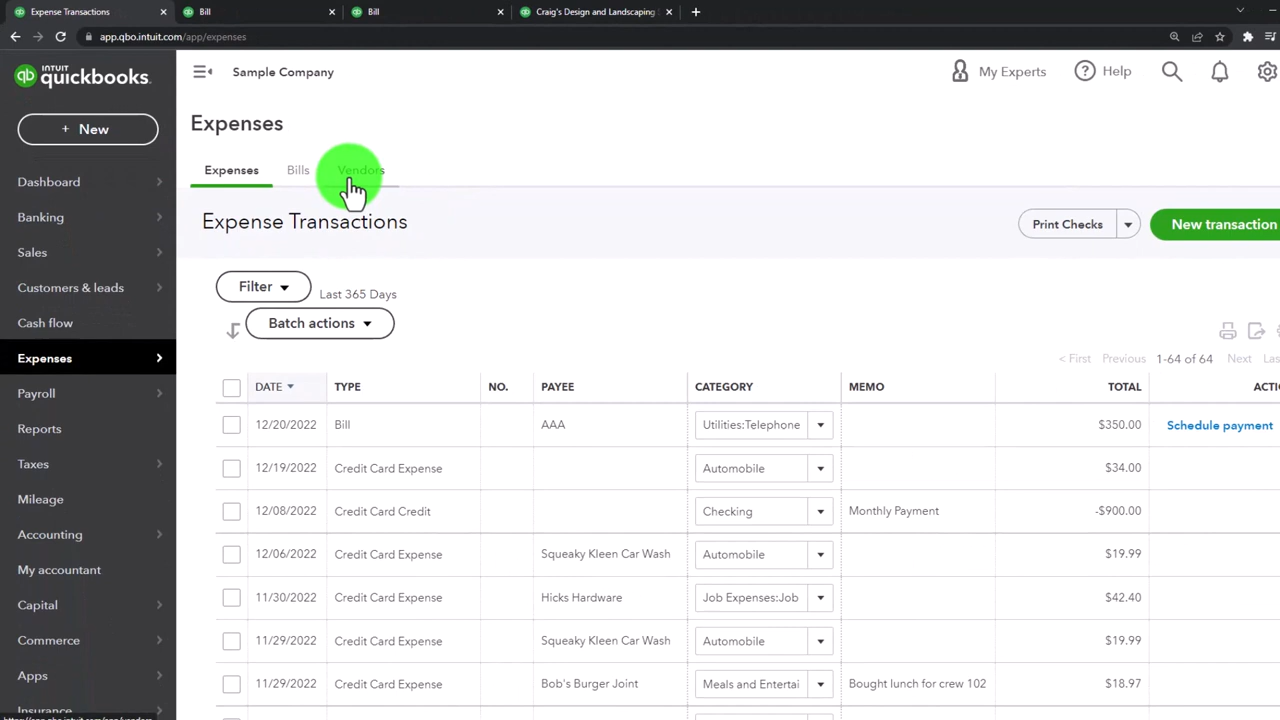 Expense Transactions
Bill
Bill
Craig's Design and Landscaping
app.qbo.intuit.com/app/expenses
INTUIT
quickbooks.
Sample Company
My Experts
Help
+ New
Expenses
Expenses Bills Vendors
Expense Transactions
Print Checks
New transaction
Filter
Last 365 Days
Batch actions
< First Previous 1-64 of 64 Next Las
DATE TYPE NO. PAYEE CATEGORY MEMO TOTAL ACTIO
12/20/2022 Bill AAA Utilities:Telephone $350.00 Schedule payment
12/19/2022 Credit Card Expense Automobile $34.00
12/08/2022 Credit Card Credit Checking Monthly Payment -$900.00
12/06/2022 Credit Card Expense Squeaky Kleen Car Wash Automobile $19.99
11/30/2022 Credit Card Expense Hicks Hardware Job Expenses:Job $42.40
11/29/2022 Credit Card Expense Squeaky Kleen Car Wash Automobile $19.99
11/29/2022 Credit Card Expense Bob's Burger Joint Meals and Entertai Bought lunch for crew 102 $18.97
Dashboard
Banking
Sales
Customers & leads
Cash flow
Expenses
Payroll
Reports
Taxes
Mileage
Accounting
My accountant
Capital
Commerce
Apps
Insurance